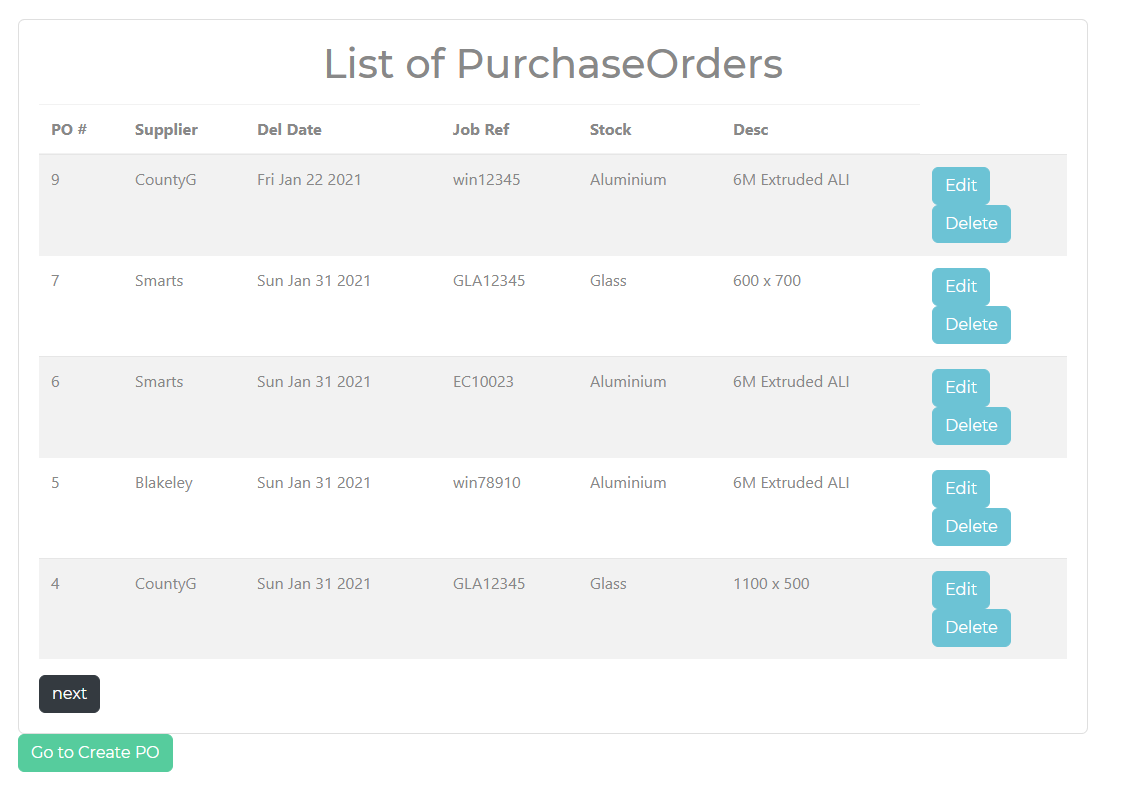 List of PurchaseOrders
PO # Supplier Del Date Job Ref Stock Desc
9 CountyG Fri Jan 22 2021 win12345 Aluminium 6M Extruded ALI Edit
Delete
7 Smarts Sun Jan 31 2021 GLA12345 Glass 600 x 700 Edit
Delete
6 Smarts Sun Jan 31 2021 EC10023 Aluminium 6M Extruded ALI Edit
Delete
5 Blakeley Sun Jan 31 2021 win78910 Aluminium 6M Extruded ALI Edit
Delete
4 CountyG Sun Jan 31 2021 GLA12345 Glass 1100 x 500 Edit
Delete
next
Go to Create PO